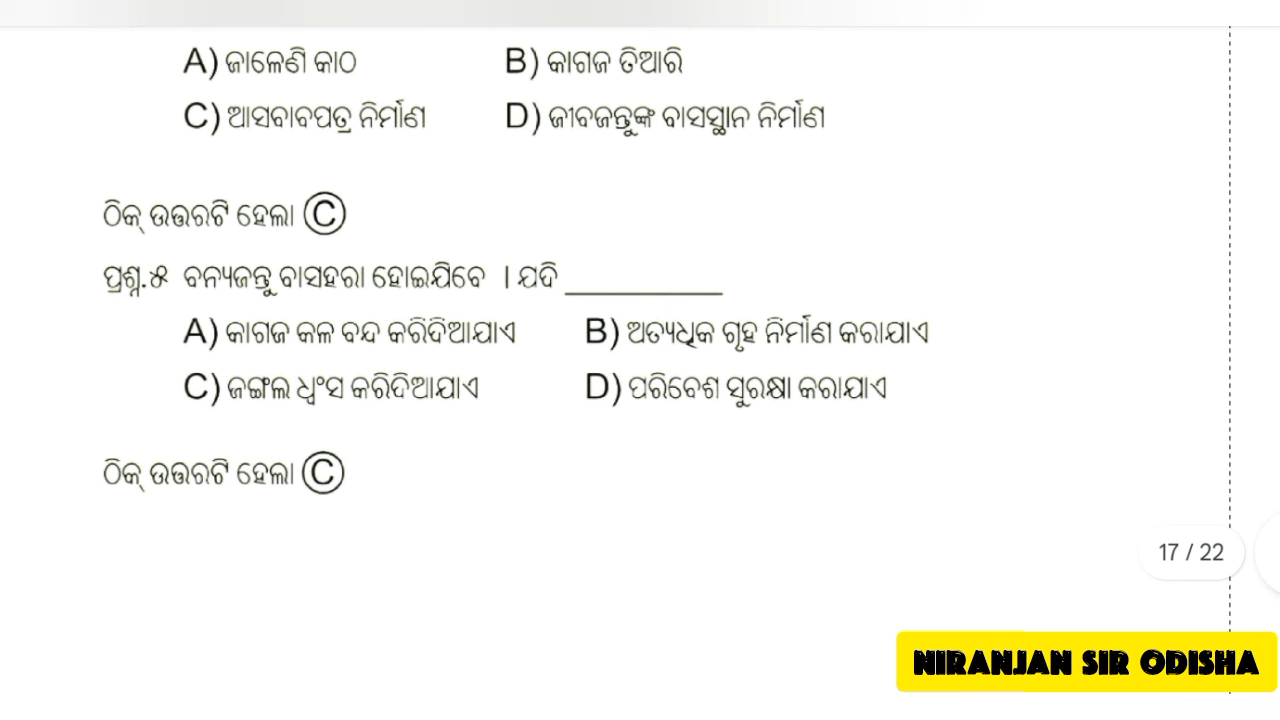 A) ଜାଳେଣି କାଠ B) କାଗଜ ତିଆରି
C) ଆସବାବପତ୍ର ନିର୍ମାଣ D) ଜୀବଜନ୍ତୁଙ୍କ ବାସସ୍ଥାନ ନିର୍ମାଣ
ଠିକ୍ ଉତ୍ତରଟି ହେଲା Ⓒ
ପ୍ରଶ୍ନ.୫ ବନ୍ୟଜନ୍ତୁ ବାସହରା ହୋଇଯିବେ । ଯଦି ___________
A) କାଗଜ କଳ ବନ୍ଦ କରିଦିଆଯାଏ B) ଅତ୍ୟଧିକ ଗୃହ ନିର୍ମାଣ କରାଯାଏ
C) ଜଙ୍ଗଲ ଧ୍ୱଂସ କରିଦିଆଯାଏ D) ପରିବେଶ ସୁରକ୍ଷା କରାଯାଏ
ଠିକ୍ ଉତ୍ତରଟି ହେଲା Ⓒ
17 / 22
NIRANJAN SIR ODISHA